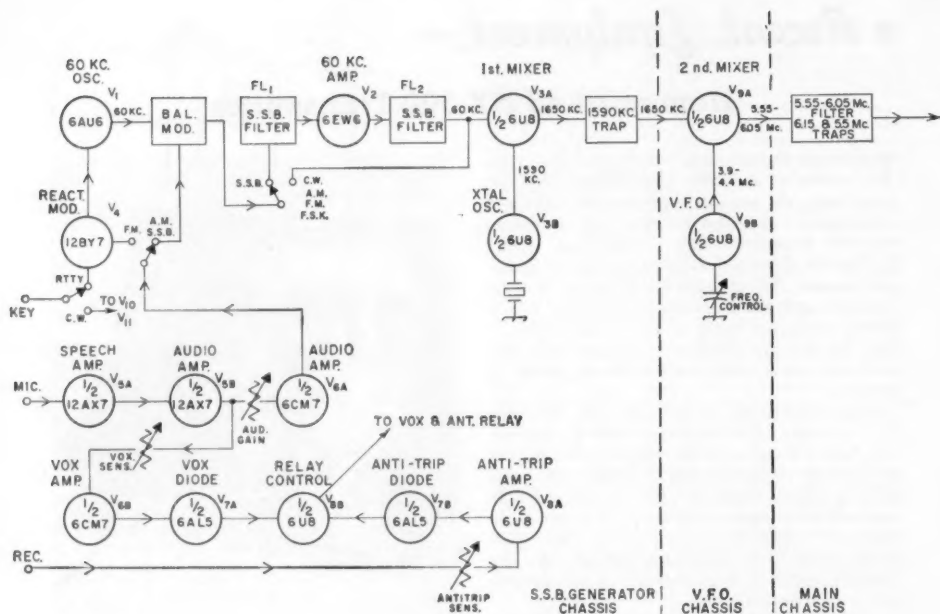 60 KC.
OSC.
V1
6AU6
60 KC.
BAL.
MOD.
FL1
S.S.B.
FILTER
60 KC.
AMP.
V2
6EW6
FL2
S.S.B.
FILTER
60 KC.
1st. MIXER
V3A
1/2
6U8
1650 KC.
1590KC
TRAP
1650 KC.
2 nd. MIXER
V9A
1/2
6U8
5.55-
6.05 Mc.
5.55-6.05 Mc.
FILTER
6.15 & 5.5 Mc.
TRAPS
S.S.B.
C.W.
A.M.
F.M.
F.S.K.
1590
KC.
3.9-
4.4 Mc.
REACT.
MOD.
V4
12BY7
F.M.
A.M.
S.S.B.
XTAL
OSC.
V3B
1/2
6U8
V.F.O.
V9B
1/2
6U8
FREQ.
CONTROL
RTTY
KEY
C.W.
TO V10
V11
SPEECH
AMP.
V5A
1/2
12AX7
AUDIO
AMP.
V5B
1/2
12AX7
AUDIO
AMP.
V6A
1/2
6CM7
MIC.
AUD.
GAIN
VOX.
SENS.
TO VOX & ANT. RELAY
VOX
AMP.
V6B
1/2
6CM7
VOX
DIODE
V7A
1/2
6AL5
RELAY
CONTROL
V8B
1/2
6U8
ANTI-TRIP
DIODE
V7B
1/2
6AL5
ANTI-TRIP
AMP.
V8A
1/2
6U8
REC.
ANTITRIP
SENS.
S.S.B. GENERATOR
CHASSIS
V.F.O.
CHASSIS
MAIN
CHASSIS